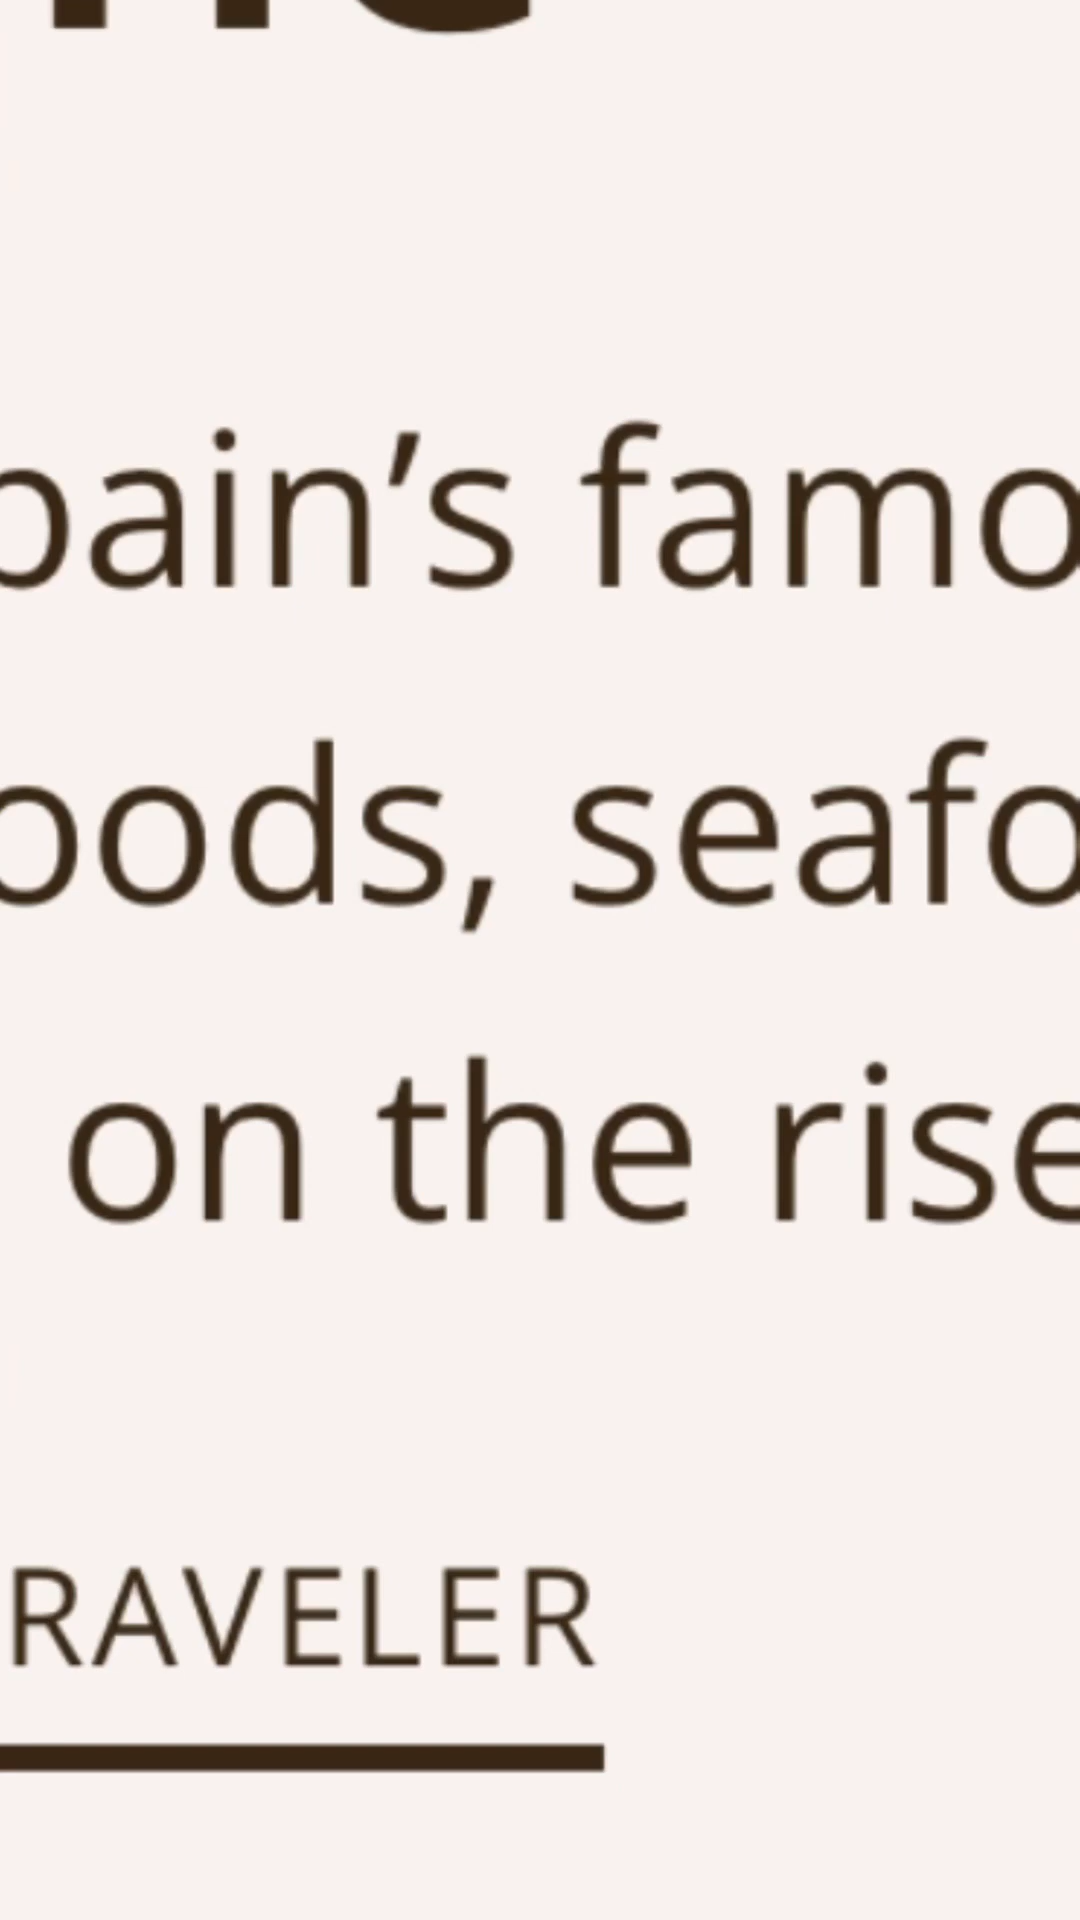 pain’s famo
oods, seafo
on the rise
RAVELER